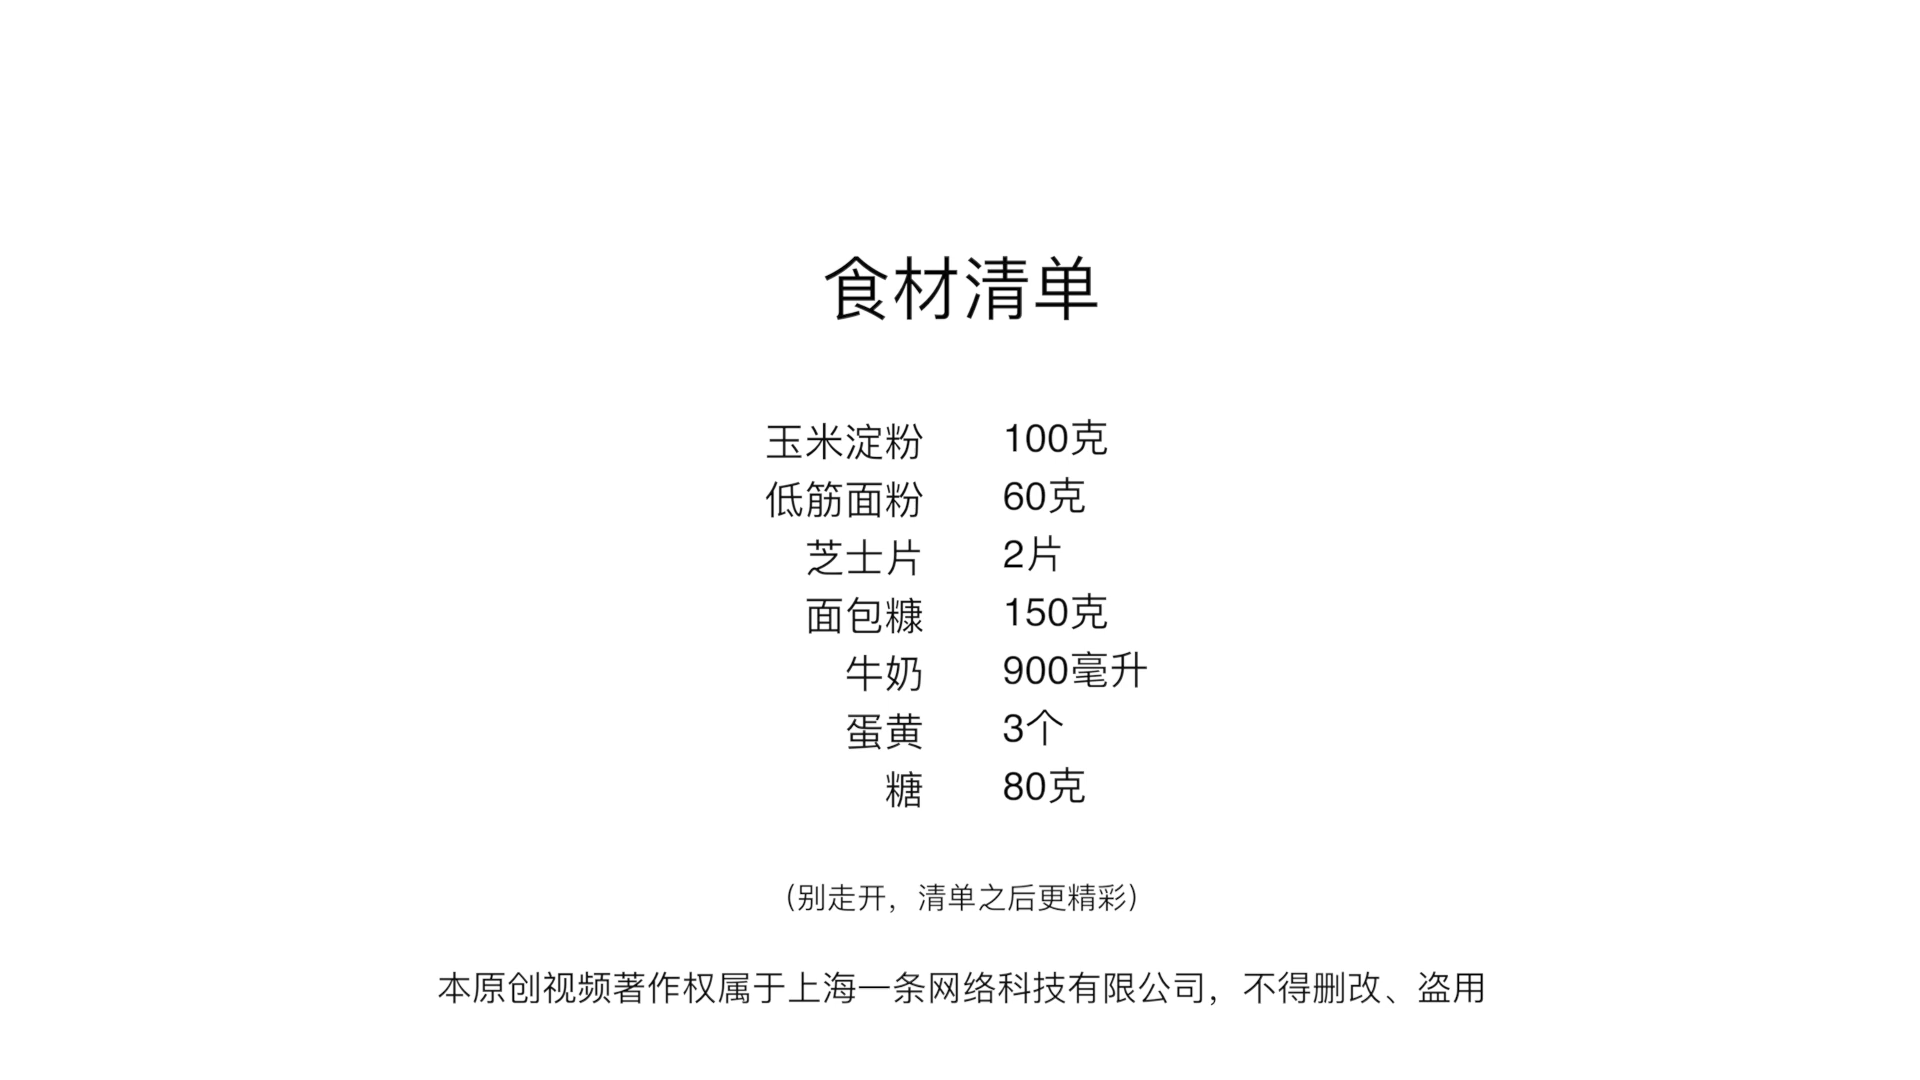 食材清单
玉米淀粉 100克
低筋面粉 60克
芝士片 2片
面包糠 150克
牛奶 900毫升
蛋黄 3个
糖 80克
（别走开，清单之后更精彩）
本原创视频著作权属于上海一条网络科技有限公司，不得删改、盗用